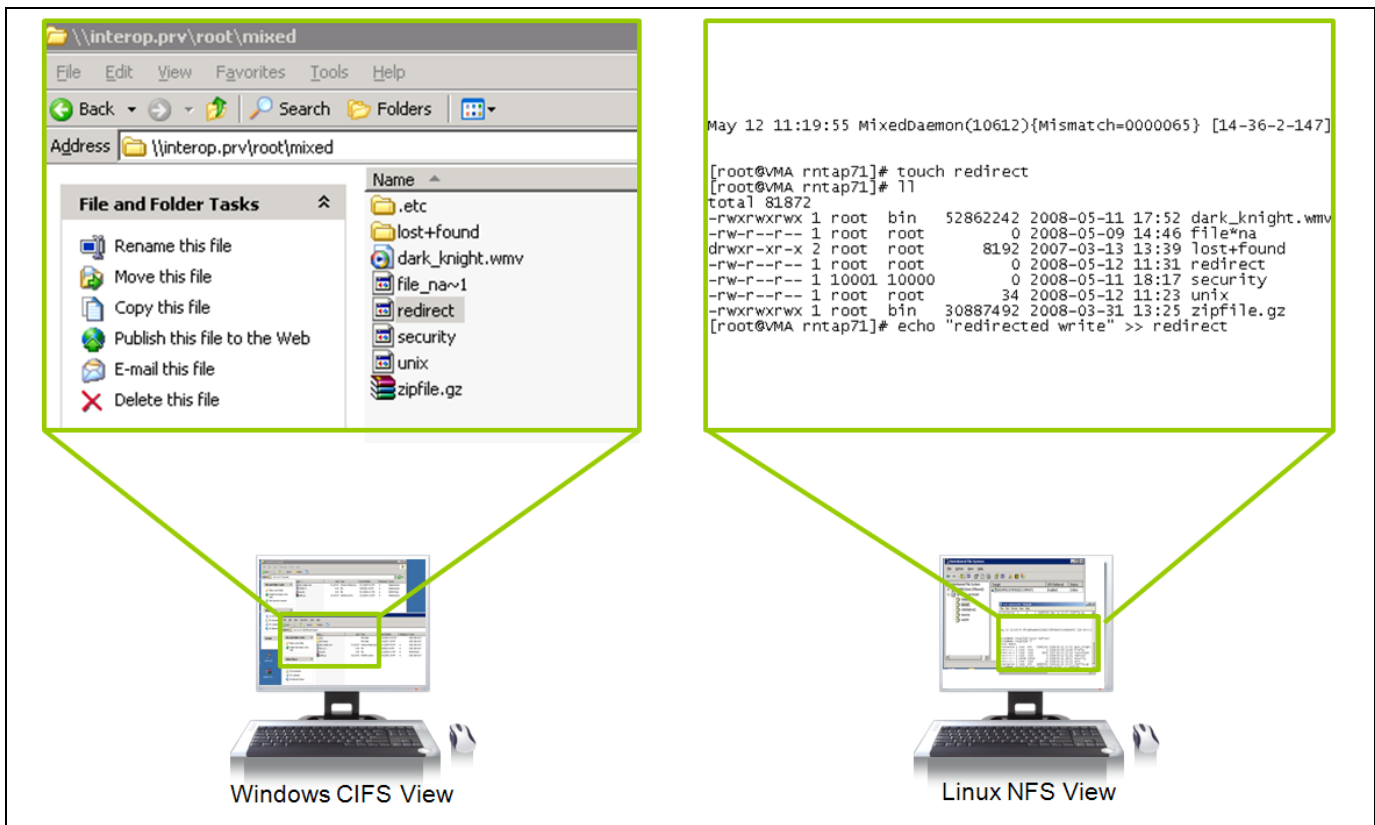 \\interop.prv\root\mixed
File Edit View Favorites Tools Help
Back Search Folders
Address \\interop.prv\root\mixed
File and Folder Tasks
Rename this file
Move this file
Copy this file
Publish this file to the Web
E-mail this file
Delete this file
Name
.etc
lost+found
dark_knight.wmv
file_na~1
redirect
security
unix
zipfile.gz
May 12 11:19:55 MixedDaemon(10612){Mismatch=0000065} [14-36-2-147]
[root@VMA rntap71]# touch redirect
[root@VMA rntap71]# ll
total 81872
-rwxrwxrwx 1 root bin 52862242 2008-05-11 17:52 dark_knight.wmv
-rw-r--r-- 1 root root 0 2008-05-09 14:46 file*na
drwxr-xr-x 2 root root 8192 2007-03-13 13:39 lost+found
-rw-r--r-- 1 root root 0 2008-05-12 11:31 redirect
-rw-r--r-- 1 10001 10000 0 2008-05-11 18:17 security
-rw-r--r-- 1 root root 34 2008-05-12 11:23 unix
-rwxrwxrwx 1 root bin 30887492 2008-03-31 13:25 zipfile.gz
[root@VMA rntap71]# echo "redirected write" >> redirect
Windows CIFS View
Linux NFS View